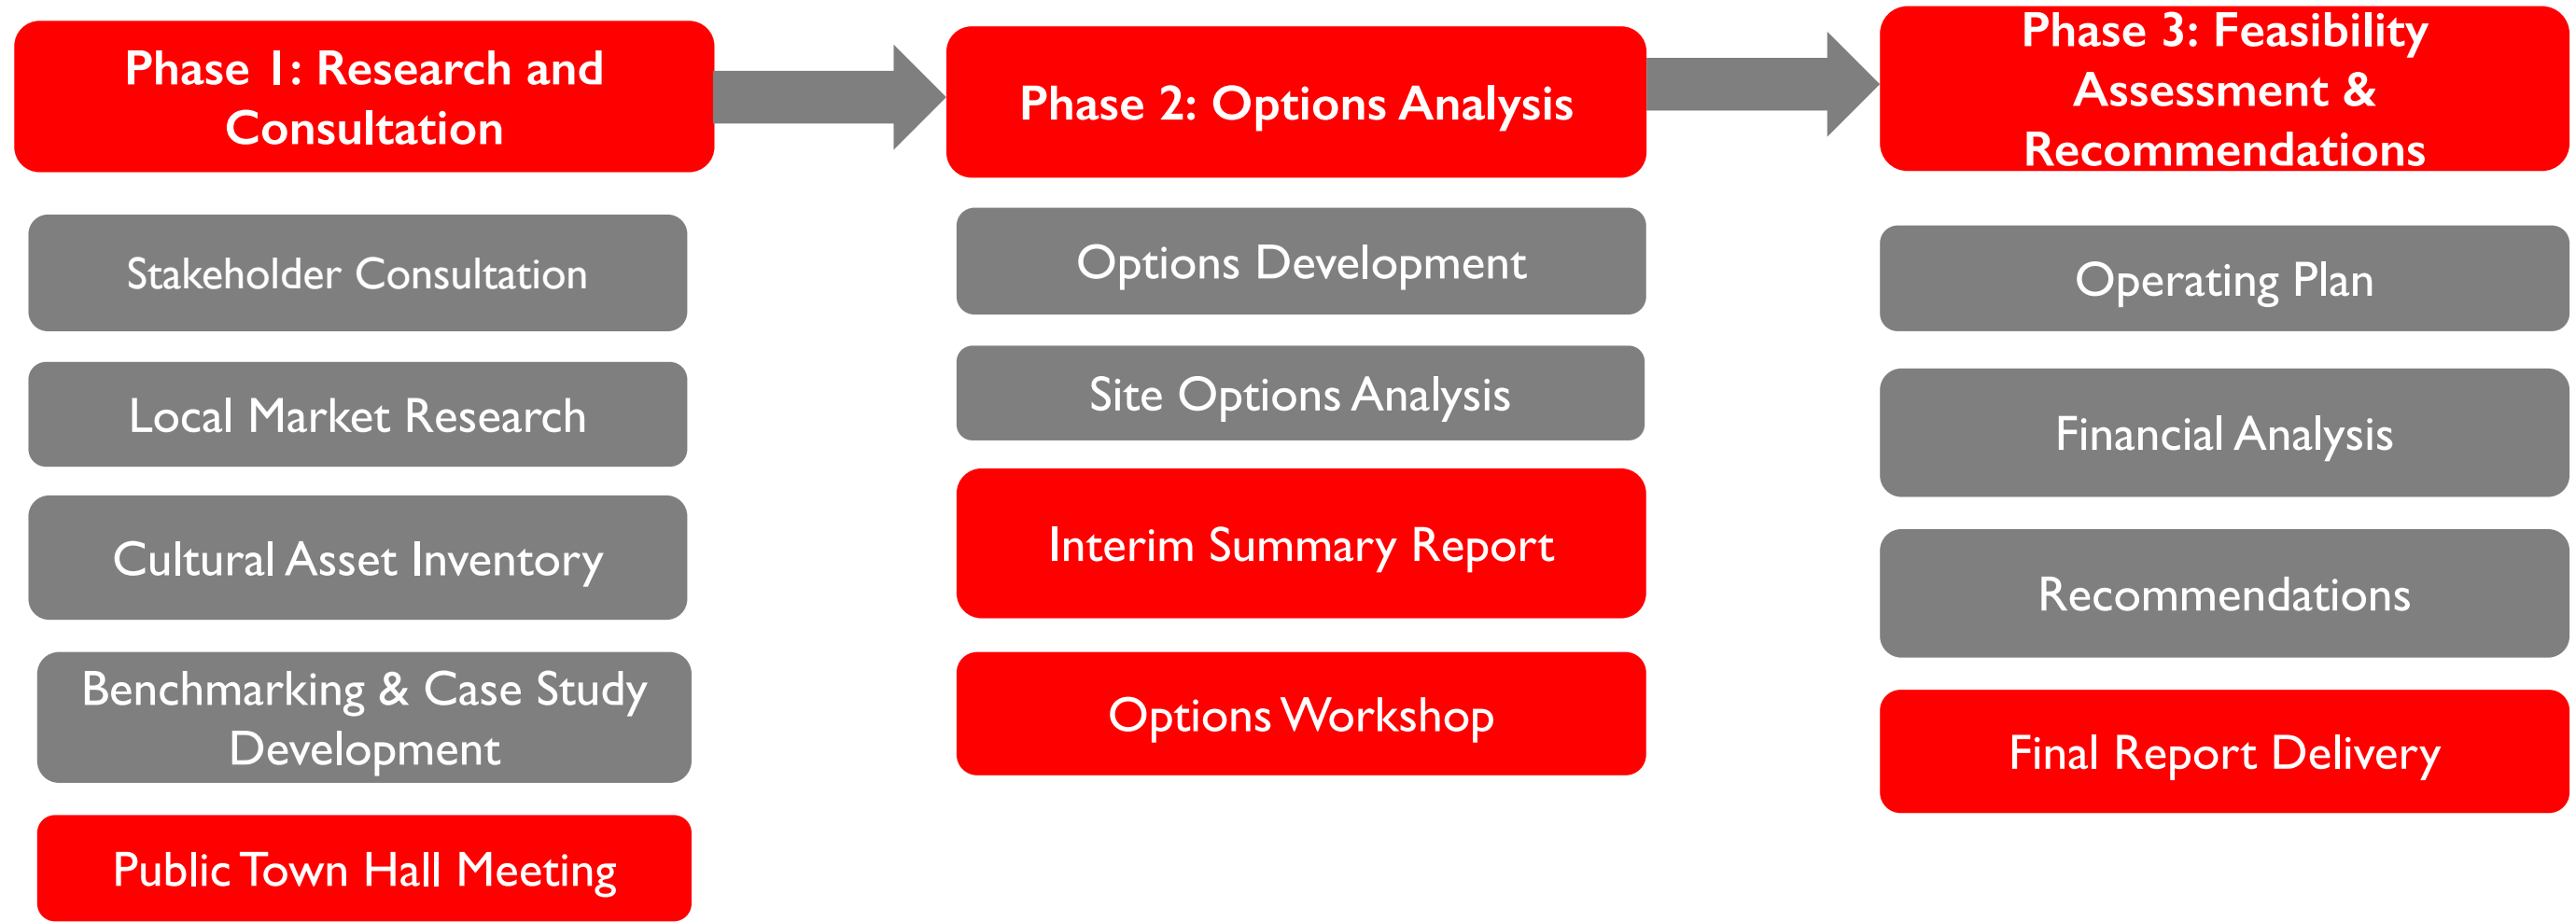 Phase 1: Research and
Consultation
Stakeholder Consultation
Local Market Research
Cultural Asset Inventory
Benchmarking & Case Study
Development
Public Town Hall Meeting
Phase 2: Options Analysis
Options Development
Site Options Analysis
Interim Summary Report
Options Workshop
Phase 3: Feasibility
Assessment &
Recommendations
Operating Plan
Financial Analysis
Recommendations
Final Report Delivery